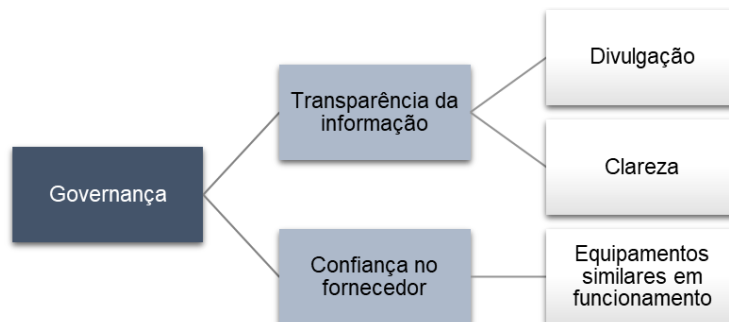 Governança
Transparência da
informação
Divulgação
Clareza
Confiança no
fornecedor
Equipamentos
similares em
funcionamento